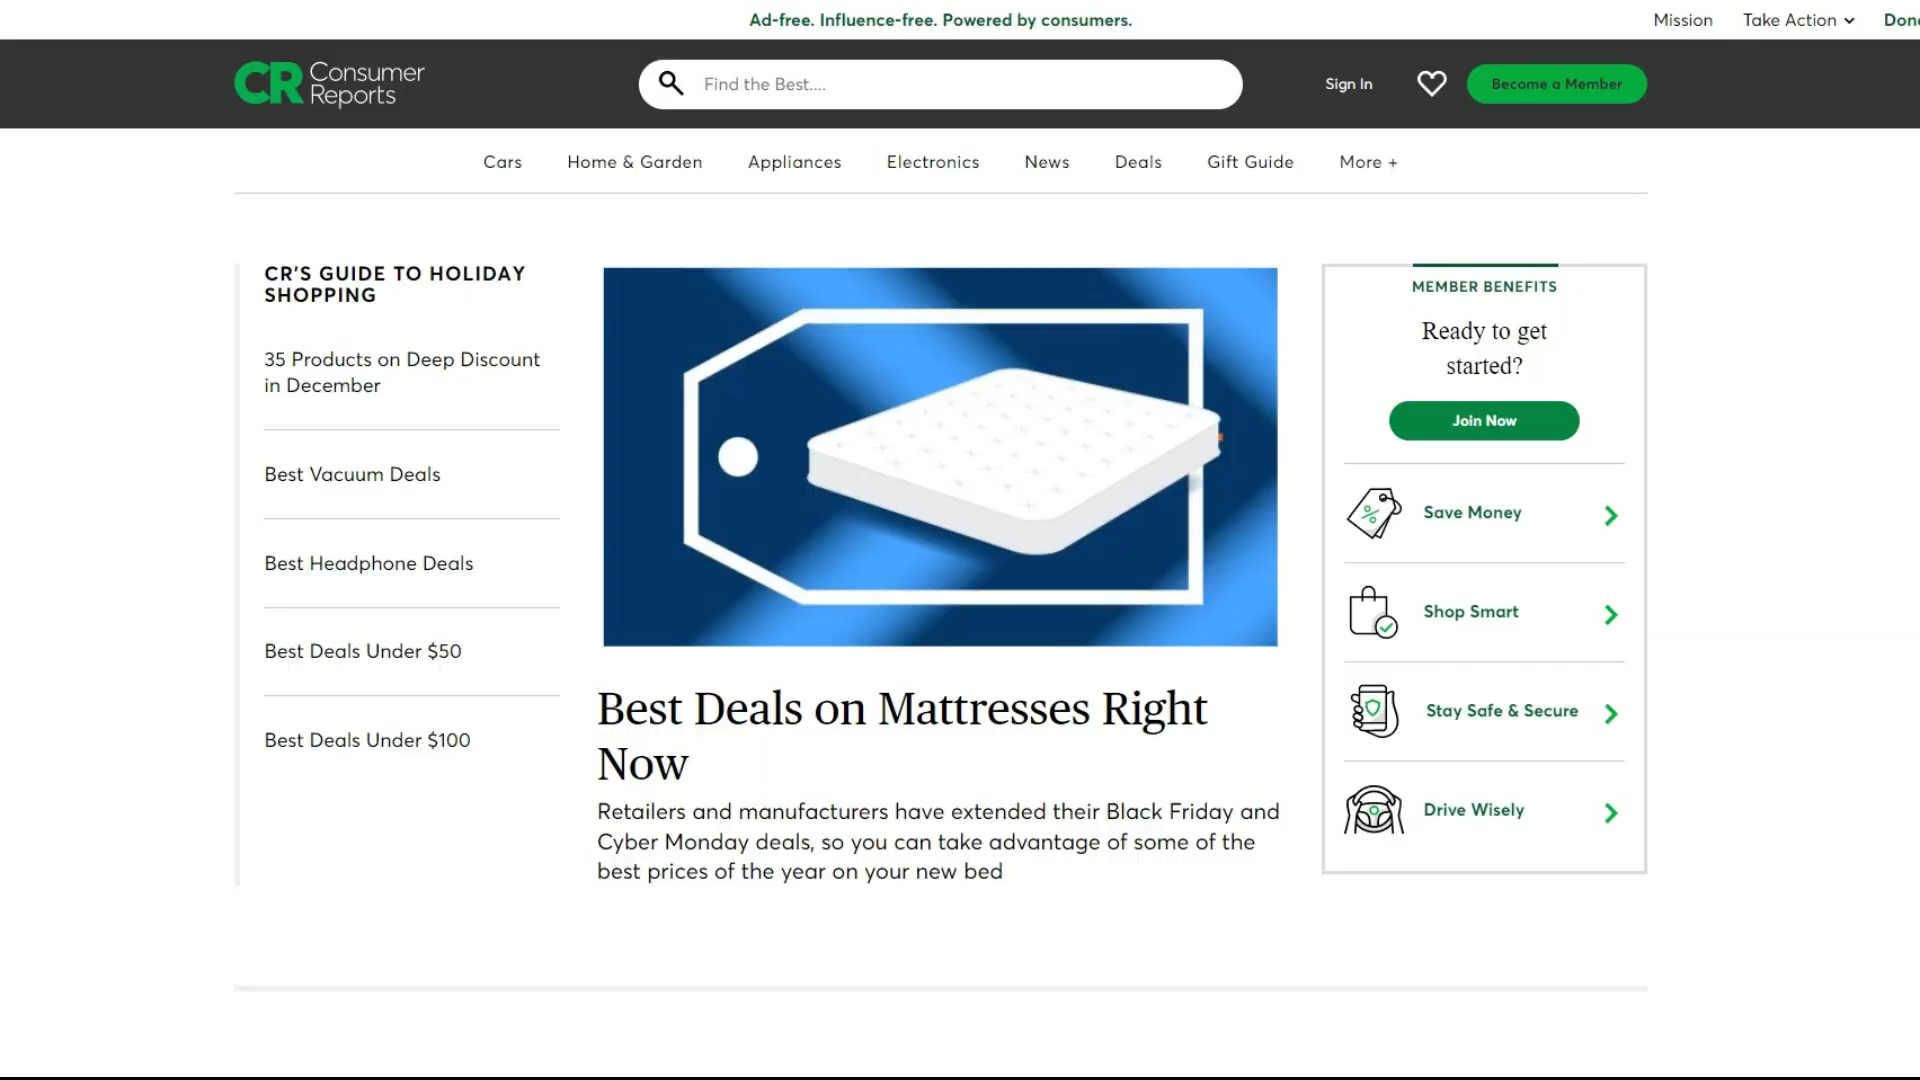 Ad-free. Influence-free. Powered by consumers.
Mission
Take Action
CR Consumer
Reports
Find the Best....
Sign In
Become a Member
Cars
Home & Garden
Appliances
Electronics
News
Deals
Gift Guide
More +
CR'S GUIDE TO HOLIDAY
SHOPPING
35 Products on Deep Discount
in December
Best Vacuum Deals
Best Headphone Deals
Best Deals Under $50
Best Deals Under $100
Best Deals on Mattresses Right
Now
Retailers and manufacturers have extended their Black Friday and
Cyber Monday deals, so you can take advantage of some of the
best prices of the year on your new bed
MEMBER BENEFITS
Ready to get
started?
Join Now
Save Money
Shop Smart
Stay Safe & Secure
Drive Wisely